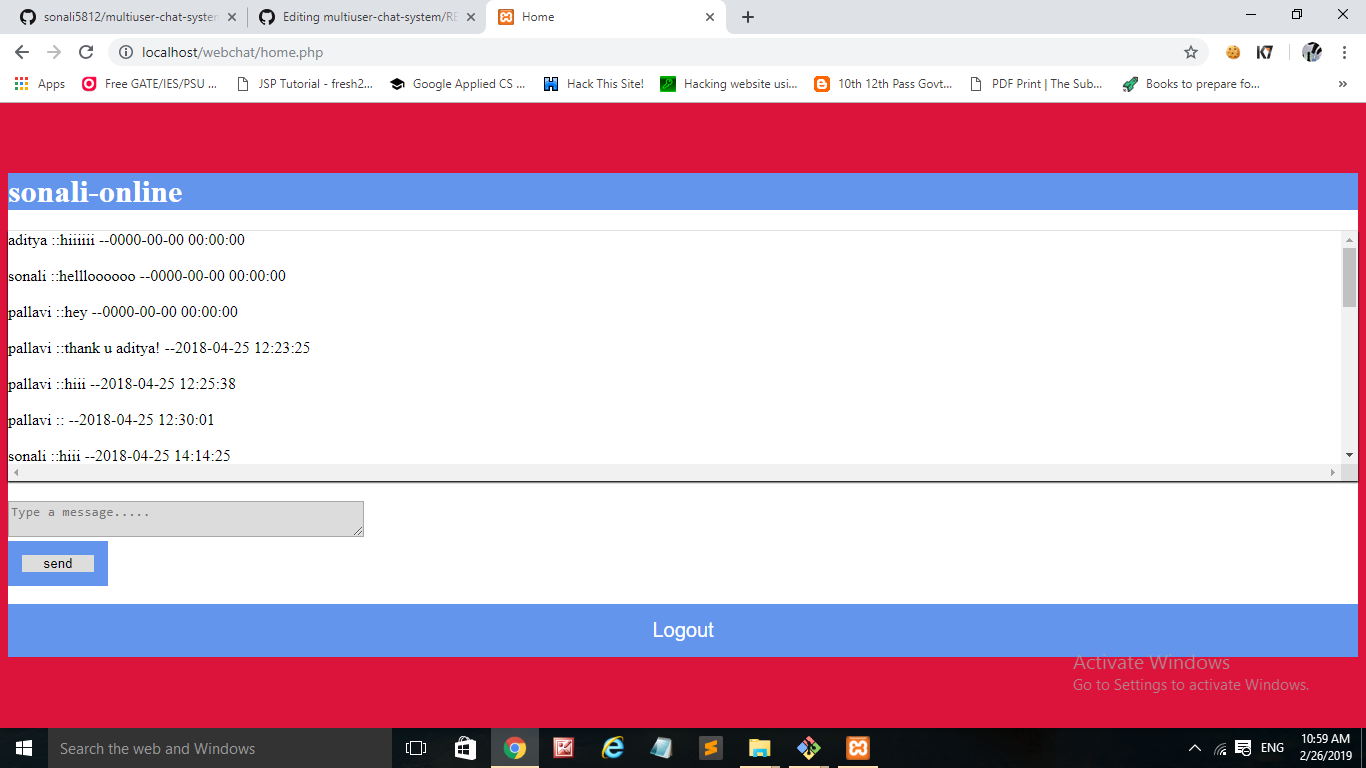 sonali5812/multiuser-chat-system
Editing multiuser-chat-system/RE
Home
localhost/webchat/home.php
Apps
Free GATE/IES/PSU ...
JSP Tutorial - fresh2...
Google Applied CS ...
Hack This Site!
Hacking website usi...
10th 12th Pass Govt...
PDF Print | The Sub...
Books to prepare fo...
»
K7
sonali-online
aditya ::hiiiiii --0000-00-00 00:00:00
sonali ::hellloooooo --0000-00-00 00:00:00
pallavi ::hey --0000-00-00 00:00:00
pallavi ::thank u aditya! --2018-04-25 12:23:25
pallavi ::hiii --2018-04-25 12:25:38
pallavi :: --2018-04-25 12:30:01
sonali ::hiii --2018-04-25 14:14:25
Type a message.....
send
Logout
Activate Windows
Go to Settings to activate Windows.
Search the web and Windows
ENG
10:59 AM
2/26/2019